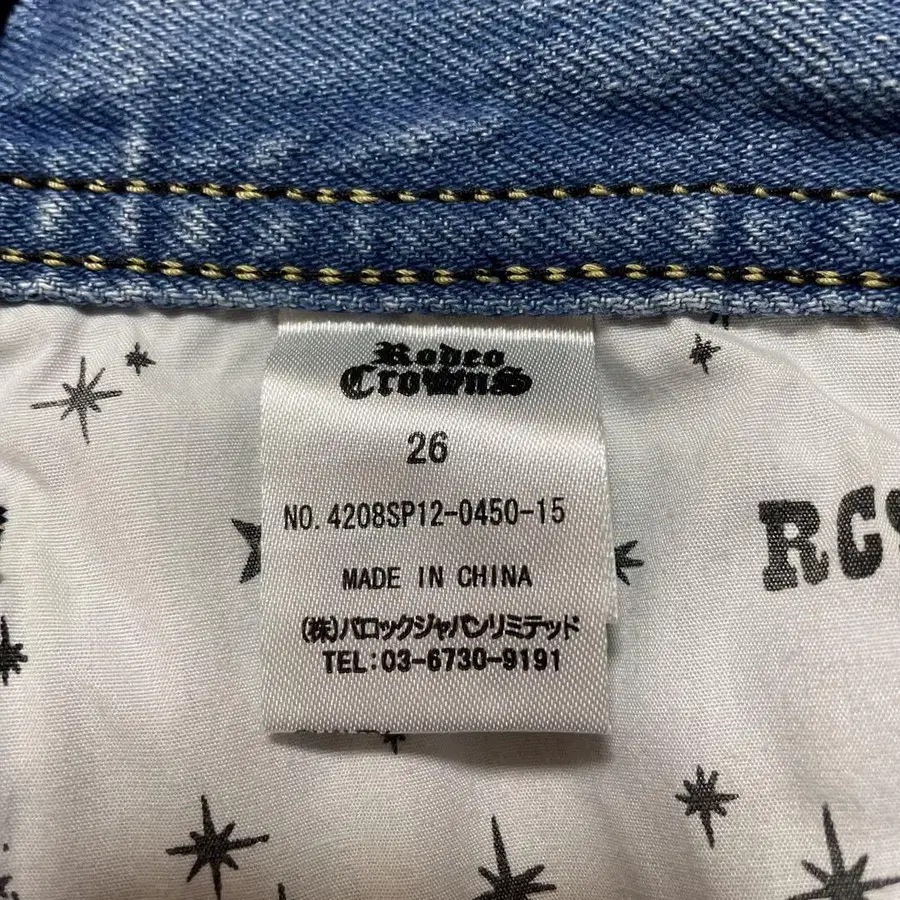 Rodeo
Crowns
26
NO. 4208SP12-0450-15
MADE IN CHINA
(株)バロックジャパンリミテッド
TEL:03-6730-9191
RC